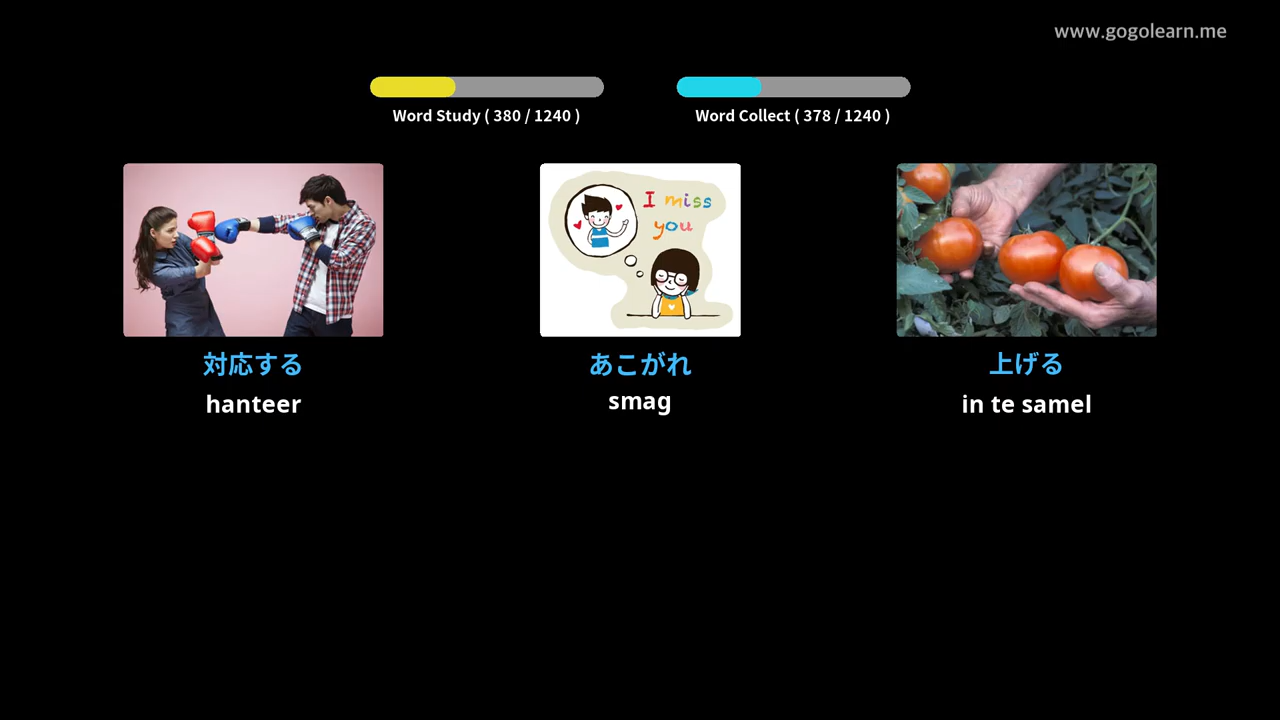 www.gogolearn.me
Word Study ( 380 / 1240 )
Word Collect ( 378 / 1240 )
I miss
you
対応する
あこがれ
上げる
hanteer
smag
in te samel